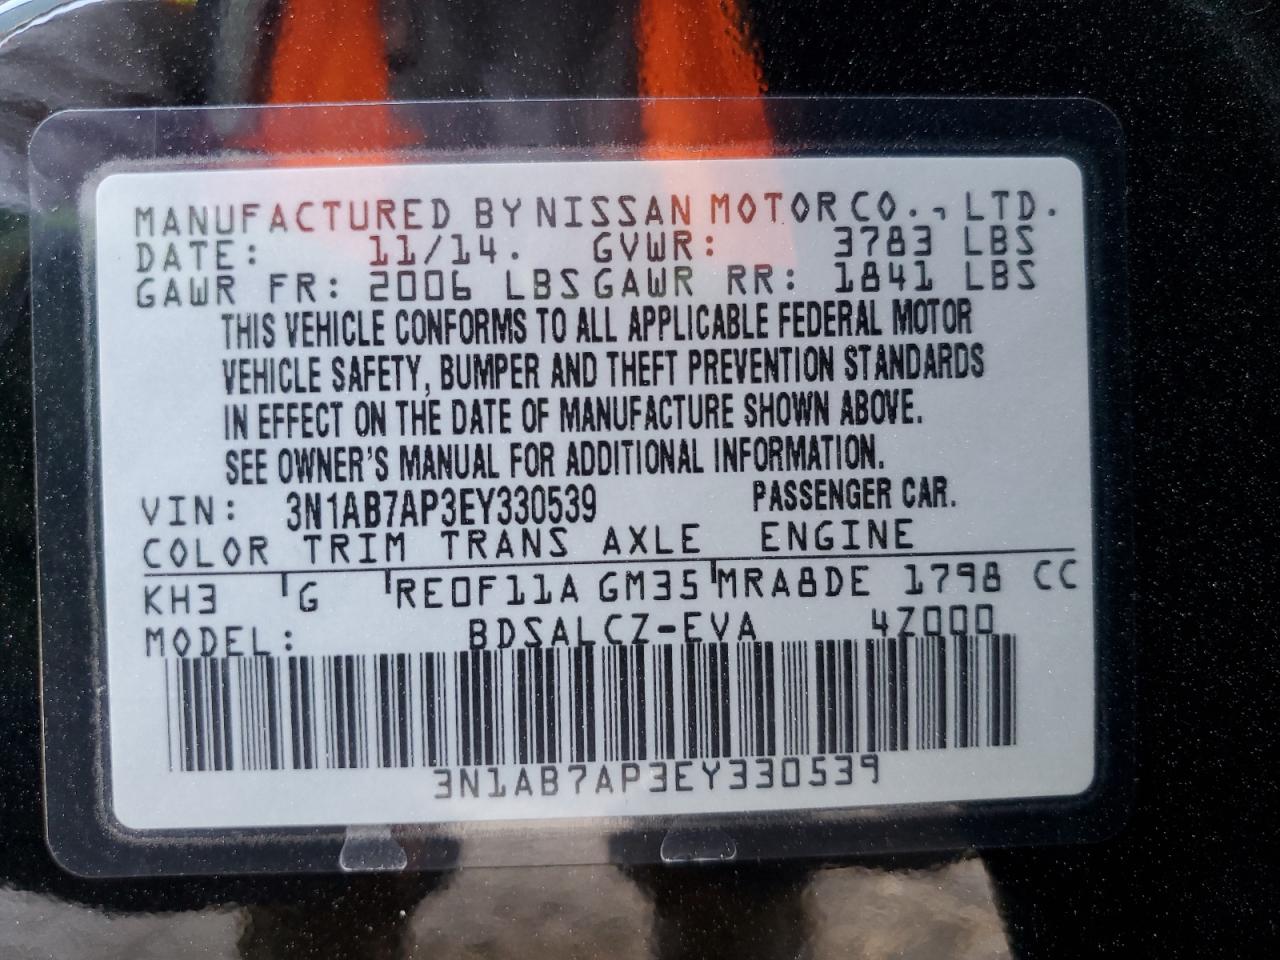 MANUFACTURED BY NISSAN MOTOR CO., LTD.
DATE: 11/14. GVWR: 3783 LBS
GAWR FR: 2006 LBS GAWR RR: 1841 LBS
THIS VEHICLE CONFORMS TO ALL APPLICABLE FEDERAL MOTOR
VEHICLE SAFETY, BUMPER AND THEFT PREVENTION STANDARDS
IN EFFECT ON THE DATE OF MANUFACTURE SHOWN ABOVE.
SEE OWNER'S MANUAL FOR ADDITIONAL INFORMATION.
VIN: 3N1AB7AP3EY330539 PASSENGER CAR.
COLOR TRIM TRANS AXLE ENGINE
KH3 G RE0F11A GM35 MRA8DE 1798 CC
MODEL: BDSALCZ-EVA 4Z000
3N1AB7AP3EY330539